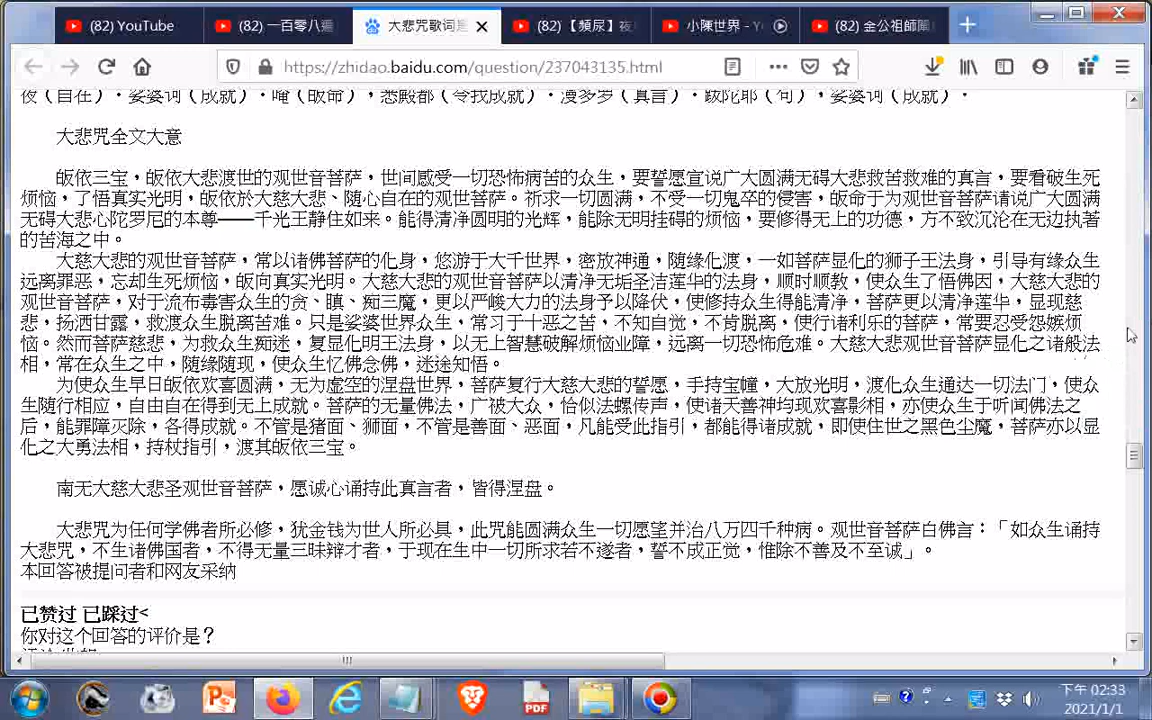 (82) YouTube
(82) 一百零八遍
大悲咒歌词是
(82) 【頻尿】夜
小陳世界 - Yo
(82) 金公祖師闡
https://zhidao.baidu.com/question/237043135.html
夜（自在）．娑婆诃（成就）．唵（皈命），悉殿都（令我成就）．漫多罗（真言）．跋陀耶（句），娑婆诃（成就）．
大悲咒全文大意
皈依三宝，皈依大悲渡世的观世音菩萨，世间感受一切恐怖病苦的众生，要誓愿宣说广大圆满无碍大悲救苦救难的真言，要看破生死
烦恼，了悟真实光明，皈依於大慈大悲、随心自在的观世菩萨。祈求一切圆满，不受一切鬼卒的侵害，皈命于为观世音菩萨请说广大圆满
无碍大悲心陀罗尼的本尊——千光王静住如来。能得清净圆明的光辉，能除无明挂碍的烦恼，要修得无上的功德，方不致沉沦在无边执著
的苦海之中。
大慈大悲的观世音菩萨，常以诸佛菩萨的化身，悠游于大千世界，密放神通，随缘化渡，一如菩萨显化的狮子王法身，引导有缘众生
远离罪恶，忘却生死烦恼，皈向真实光明。大慈大悲的观世音菩萨以清净无垢圣洁莲华的法身，顺时顺教，使众生了悟佛因，大慈大悲的
观世音菩萨，对于流布毒害众生的贪、瞋、痴三魔，更以严峻大力的法身予以降伏，使修持众生得能清净，菩萨更以清净莲华，显现慈
悲，扬洒甘露，救渡众生脱离苦难。只是娑婆世界众生，常习于十恶之苦，不知自觉，不肯脱离，使行诸利乐的菩萨，常要忍受怨嫉烦
恼。然而菩萨慈悲，为救众生痴迷，复显化明王法身，以无上智慧破解烦恼业障，远离一切恐怖危难。大慈大悲观世音菩萨显化之诸般法
相，常在众生之中，随缘随现，使众生忆佛念佛，迷途知悟。
为使众生早日皈依欢喜圆满，无为虚空的涅盘世界，菩萨复行大慈大悲的誓愿，手持宝幢，大放光明，渡化众生通达一切法门，使众
生随行相应，自由自在得到无上成就。菩萨的无量佛法，广被大众，恰似法螺传声，使诸天善神均现欢喜影相，亦使众生于听闻佛法之
后，能罪障灭除，各得成就。不管是猪面、狮面，不管是善面、恶面，凡能受此指引，都能得诸成就，即使住世之黑色尘魔，菩萨亦以显
化之大勇法相，持杖指引，渡其皈依三宝。
南无大慈大悲圣观世音菩萨，愿诚心诵持此真言者，皆得涅盘。
大悲咒为任何学佛者所必修，犹金钱为世人所必具，此咒能圆满众生一切愿望并治八万四千种病。观世音菩萨白佛言：「如众生诵持
大悲咒，不生诸佛国者，不得无量三昧辩才者，于现在生中一切所求若不遂者，誓不成正觉，惟除不善及不至诚」。
本回答被提问者和网友采纳
已赞过 已踩过<
你对这个回答的评价是？
PDF
下午 02:33
2021/1/1